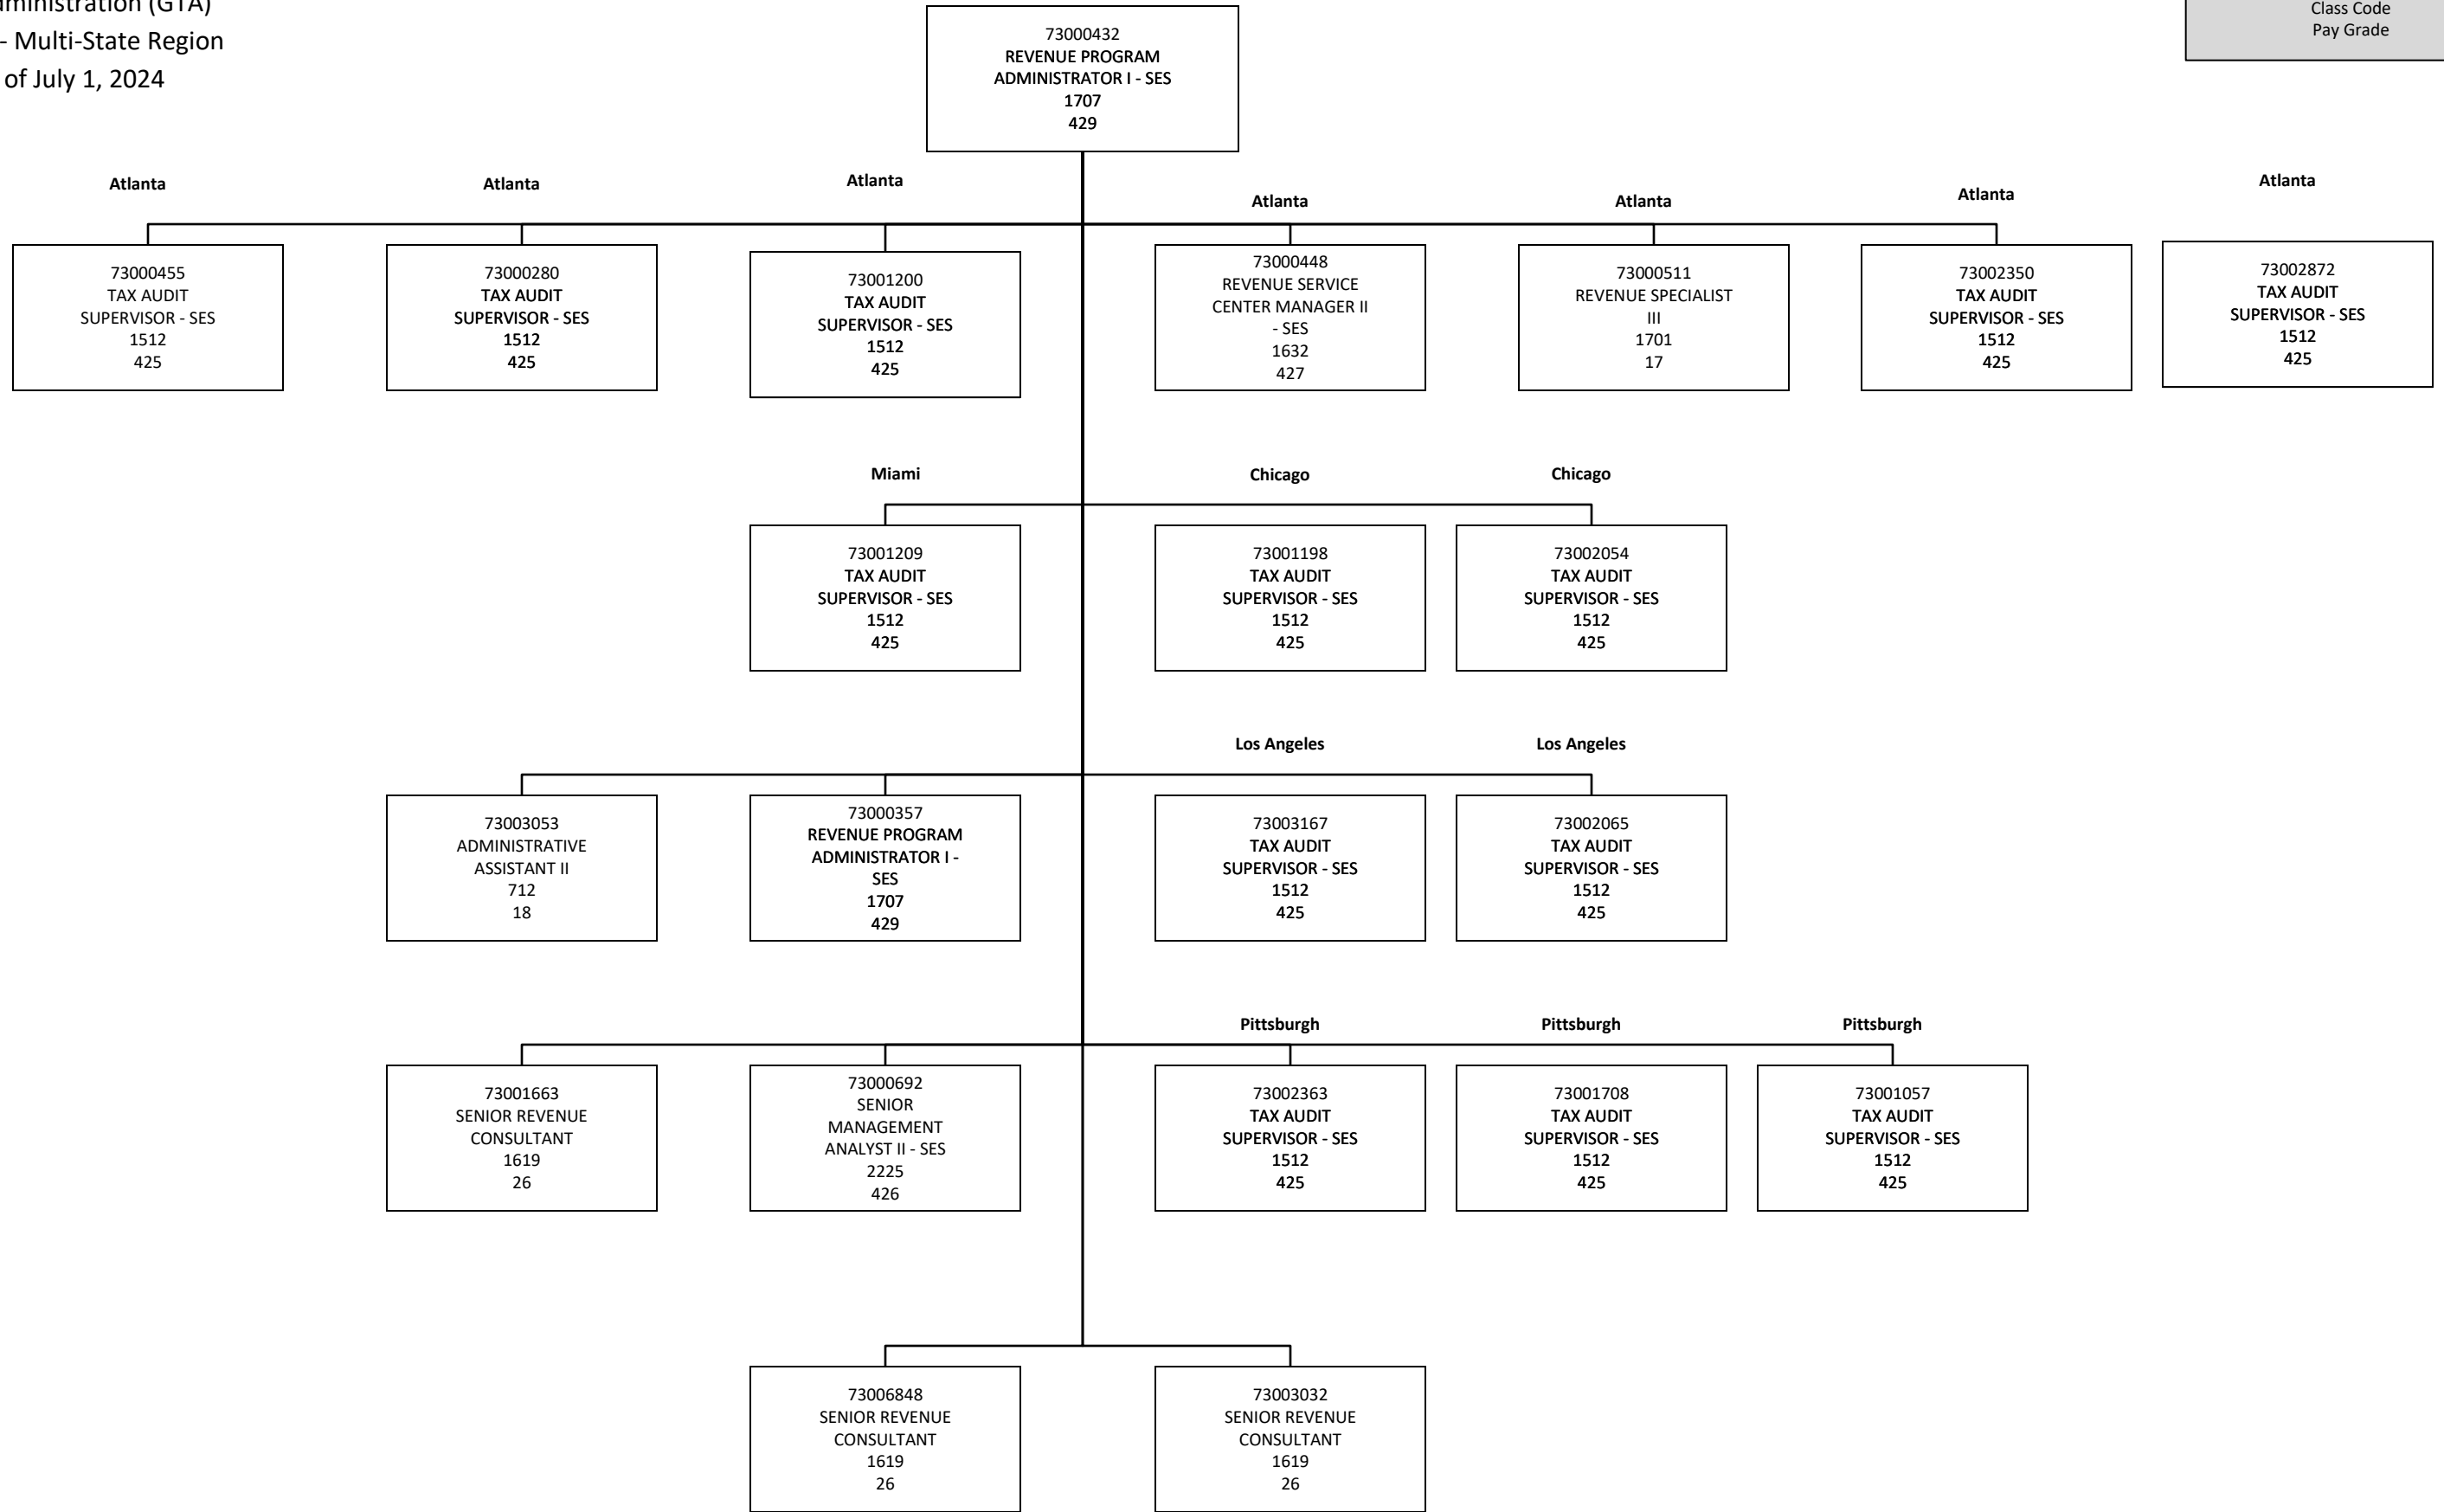 - Multi-State Region
of July 1, 2024
Class Code
Pay Grade
73000432
REVENUE PROGRAM
ADMINISTRATOR I - SES
1707
429
Atlanta
73000455
TAX AUDIT
SUPERVISOR - SES
1512
425
Atlanta
73000280
TAX AUDIT
SUPERVISOR - SES
1512
425
Atlanta
73001200
TAX AUDIT
SUPERVISOR - SES
1512
425
Atlanta
73000448
REVENUE SERVICE
CENTER MANAGER II
- SES
1632
427
Atlanta
73000511
REVENUE SPECIALIST
III
1701
17
Atlanta
73002350
TAX AUDIT
SUPERVISOR - SES
1512
425
Atlanta
73002872
TAX AUDIT
SUPERVISOR - SES
1512
425
Miami
73001209
TAX AUDIT
SUPERVISOR - SES
1512
425
Chicago
73001198
TAX AUDIT
SUPERVISOR - SES
1512
425
Chicago
73002054
TAX AUDIT
SUPERVISOR - SES
1512
425
73003053
ADMINISTRATIVE
ASSISTANT II
712
18
73000357
REVENUE PROGRAM
ADMINISTRATOR I -
SES
1707
429
Los Angeles
73003167
TAX AUDIT
SUPERVISOR - SES
1512
425
Los Angeles
73002065
TAX AUDIT
SUPERVISOR - SES
1512
425
73001663
SENIOR REVENUE
CONSULTANT
1619
26
73000692
SENIOR
MANAGEMENT
ANALYST II - SES
2225
426
Pittsburgh
73002363
TAX AUDIT
SUPERVISOR - SES
1512
425
Pittsburgh
73001708
TAX AUDIT
SUPERVISOR - SES
1512
425
Pittsburgh
73001057
TAX AUDIT
SUPERVISOR - SES
1512
425
73006848
SENIOR REVENUE
CONSULTANT
1619
26
73003032
SENIOR REVENUE
CONSULTANT
1619
26